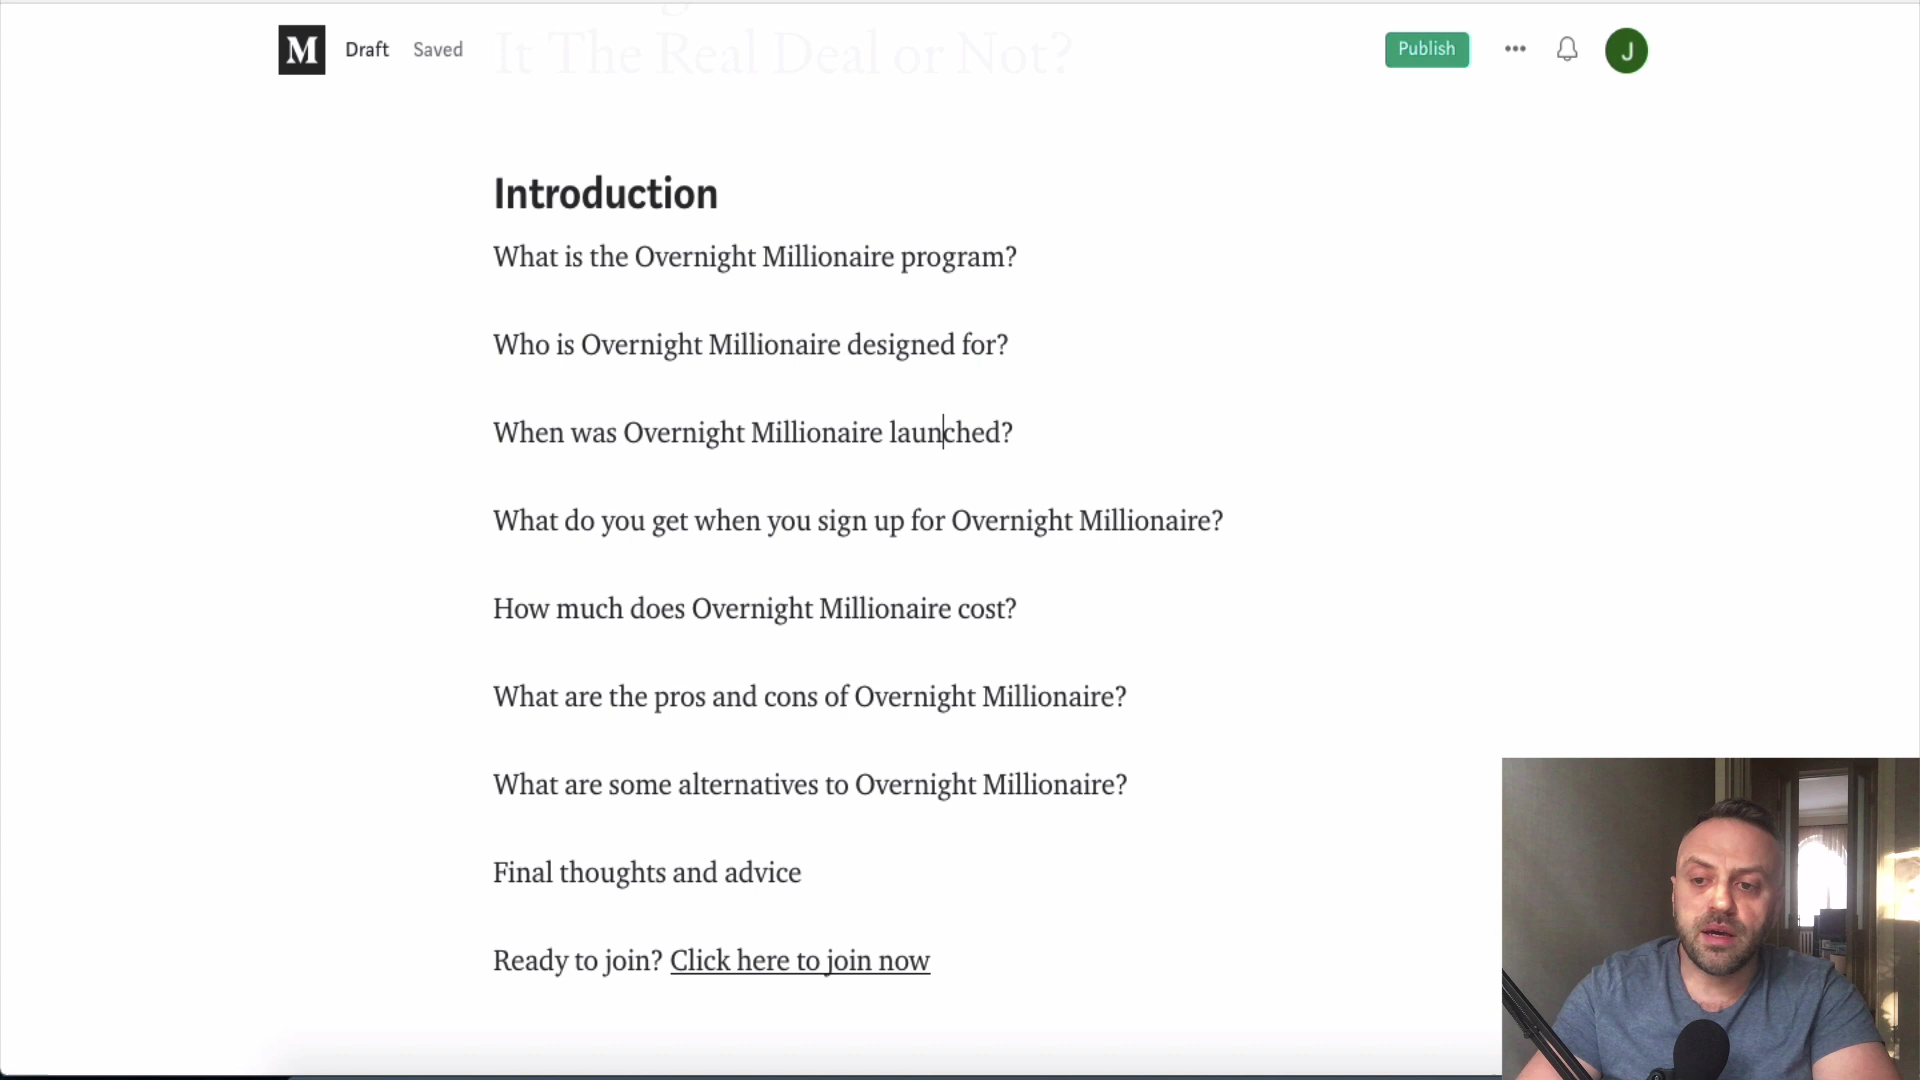 M Draft Saved It The Real Deal or Not? Publish J
Introduction
What is the Overnight Millionaire program?
Who is Overnight Millionaire designed for?
When was Overnight Millionaire launched?
What do you get when you sign up for Overnight Millionaire?
How much does Overnight Millionaire cost?
What are the pros and cons of Overnight Millionaire?
What are some alternatives to Overnight Millionaire?
Final thoughts and advice
Ready to join? Click here to join now